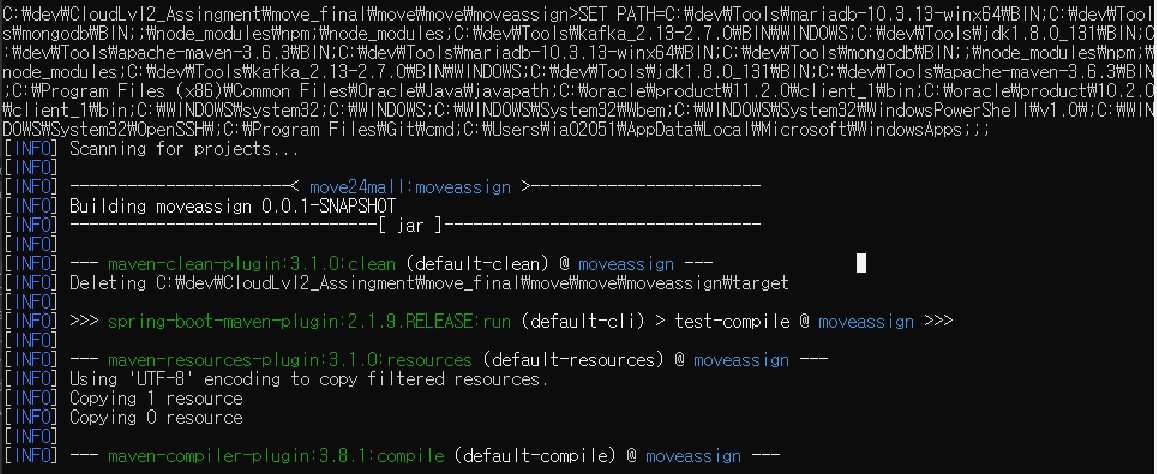 C:₩dev₩CloudLvl2_Assingment₩move_final₩move₩move₩moveassign>SET PATH=C:₩dev₩Tools₩mariadb-10.3.13-winx64₩BIN;C:₩dev₩Tool
s₩mongodb₩BIN;;₩node_modules₩npm;₩node_modules;C:₩dev₩Tools₩kafka_2.13-2.7.0₩BIN₩WINDOWS;C:₩dev₩Tools₩jdk1.8.0_131₩BIN;C
:₩dev₩Tools₩apache-maven-3.6.3₩BIN;C:₩dev₩Tools₩mariadb-10.3.13-winx64₩BIN;C:₩dev₩Tools₩mongodb₩BIN;;₩node_modules₩npm;₩
node_modules;C:₩dev₩Tools₩kafka_2.13-2.7.0₩BIN₩WINDOWS;C:₩dev₩Tools₩jdk1.8.0_131₩BIN;C:₩dev₩Tools₩apache-maven-3.6.3₩BIN
;C:₩Program Files (x86)₩Common Files₩Oracle₩Java₩javapath;C:₩oracle₩product₩11.2.0₩client_1₩bin;C:₩oracle₩product₩10.2.0
₩client_1₩bin;C:₩WINDOWS₩system32;C:₩WINDOWS;C:₩WINDOWS₩System32₩Wbem;C:₩WINDOWS₩System32₩WindowsPowerShell₩v1.0₩;C:₩WIN
DOWS₩System32₩OpenSSH₩;C:₩Program Files₩Git₩cmd;C:₩Users₩ia02051₩AppData₩Local₩Microsoft₩WindowsApps;;;
[INFO] Scanning for projects...
[INFO]
[INFO] -----------------------< move24mall:moveassign >------------------------
[INFO] Building moveassign 0.0.1-SNAPSHOT
[INFO] --------------------------------[ jar ]---------------------------------
[INFO]
[INFO] --- maven-clean-plugin:3.1.0:clean (default-clean) @ moveassign ---
[INFO] Deleting C:₩dev₩CloudLvl2_Assingment₩move_final₩move₩move₩moveassign₩target
[INFO]
[INFO] >>> spring-boot-maven-plugin:2.1.9.RELEASE:run (default-cli) > test-compile @ moveassign >>>
[INFO]
[INFO] --- maven-resources-plugin:3.1.0:resources (default-resources) @ moveassign ---
[INFO] Using 'UTF-8' encoding to copy filtered resources.
[INFO] Copying 1 resource
[INFO] Copying 0 resource
[INFO]
[INFO] --- maven-compiler-plugin:3.8.1:compile (default-compile) @ moveassign ---